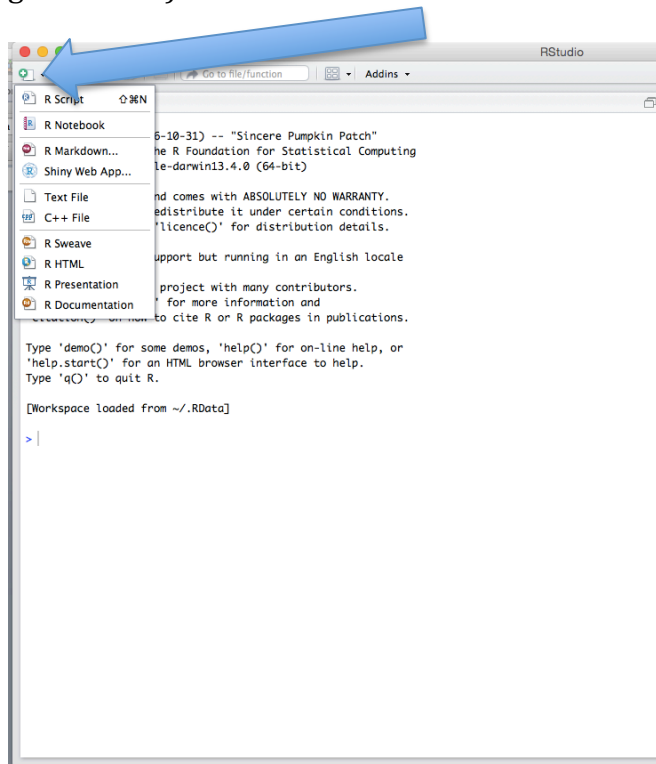 RStudio
Go to file/function
Addins
R Script ⇧⌘N
R Notebook
R Markdown...
Shiny Web App...
Text File
C++ File
R Sweave
R HTML
R Presentation
R Documentation
6-10-31) -- "Sincere Pumpkin Patch"
he R Foundation for Statistical Computing
le-darwin13.4.0 (64-bit)
nd comes with ABSOLUTELY NO WARRANTY.
edistribute it under certain conditions.
'licence()' for distribution details.
upport but running in an English locale
project with many contributors.
' for more information and
'citation()' on how to cite R or R packages in publications.
Type 'demo()' for some demos, 'help()' for on-line help, or
'help.start()' for an HTML browser interface to help.
Type 'q()' to quit R.
[Workspace loaded from ~/.RData]
>